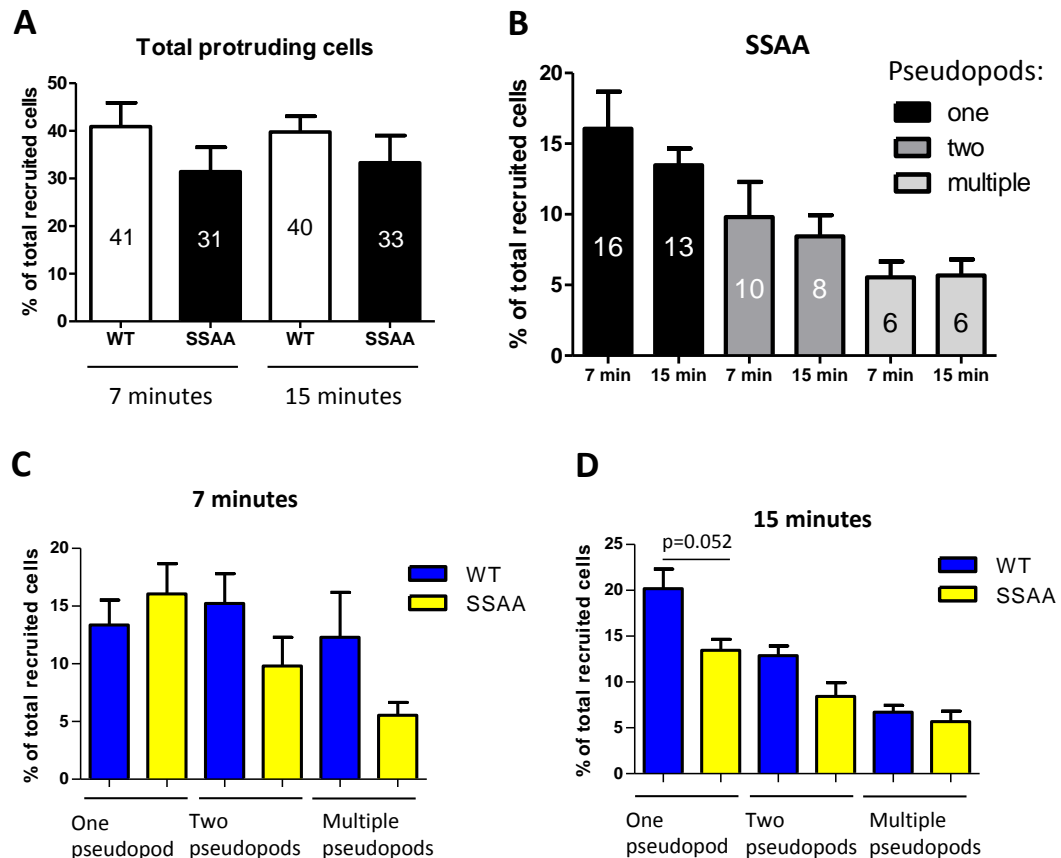 A
Total protruding cells
% of total recruited cells
50
40
30
20
10
0
41
31
40
33
WT
SSAA
WT
SSAA
7 minutes
15 minutes
B
SSAA
% of total recruited cells
20
15
10
5
0
16
13
10
8
6
6
7 min
15 min
7 min
15 min
7 min
15 min
Pseudopods:
one
two
multiple
C
7 minutes
% of total recruited cells
20
15
10
5
0
WT
SSAA
One
pseudopod
Two
pseudopods
Multiple
pseudopods
D
15 minutes
p=0.052
% of total recruited cells
25
20
15
10
5
0
WT
SSAA
One
pseudopod
Two
pseudopods
Multiple
pseudopods